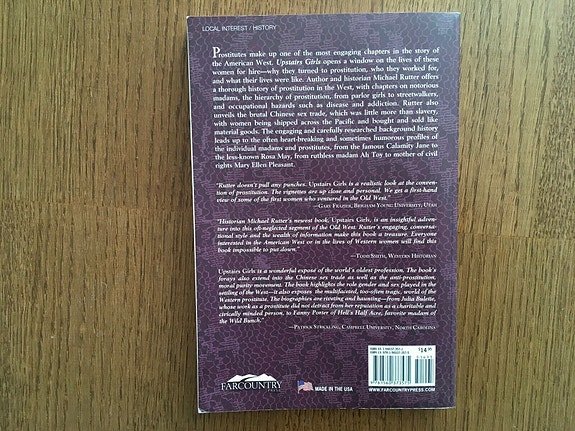 LOCAL INTEREST / HISTORY
Prostitutes make up one of the most engaging chapters in the story of
the American West. Upstairs Girls opens a window on the lives of these
women for hire—why they turned to prostitution, who they worked for,
and what their lives were like. Author and historian Michael Rutter offers
a thorough history of prostitution in the West, with chapters on notorious
madams, the hierarchy of prostitution, from parlor girls to streetwalkers,
and occupational hazards such as disease and addiction. Rutter also
unveils the brutal Chinese sex trade, which was little more than slavery,
with women being shipped across the Pacific and bought and sold like
material goods. The engaging and carefully researched background history
leads up to the often heart-breaking and sometimes humorous profiles of
the individual madams and prostitutes, from the famous Calamity Jane to
the less-known Rosa May, from ruthless madam Ah Toy to mother of civil
rights Mary Ellen Pleasant.
"Rutter doesn't pull any punches. Upstairs Girls is a realistic look at the conven-
tion of prostitution. The vignettes are up close and personal. We get a first-hand
view of some of the first women who ventured in the Old West."
—Gary Frazier, Brigham Young University, Utah
"Historian Michael Rutter's newest book, Upstairs Girls, is an insightful adven-
ture into this oft-neglected segment of the Old West. Rutter's engaging, conversa-
tional style and the wealth of information make this book a treasure. Everyone
interested in the American West or in the lives of Western women will find this
book impossible to put down."
—Todd Smith, Western Historian
Upstairs Girls is a wonderful expose of the world's oldest profession. The book's
forays also extend into the Chinese sex trade as well as the anti-prostitution,
moral purity movement. The book highlights the role gender and sex played in the
settling of the West—it also exposes the multifaceted, too-often tragic, world of the
Western prostitute. The biographies are riveting and haunting—from Julia Bulette,
whose work as a prostitute did not detract from her reputation as a charitable and
civically minded person, to Fanny Porter of Hell's Half Acre, favorite madam of
the Wild Bunch."
—Patrick Strickling, Campbell University, North Carolina
FARCOUNTRY
PRESS
MADE IN THE USA
$14.95
WWW.FARCOUNTRYPRESS.COM